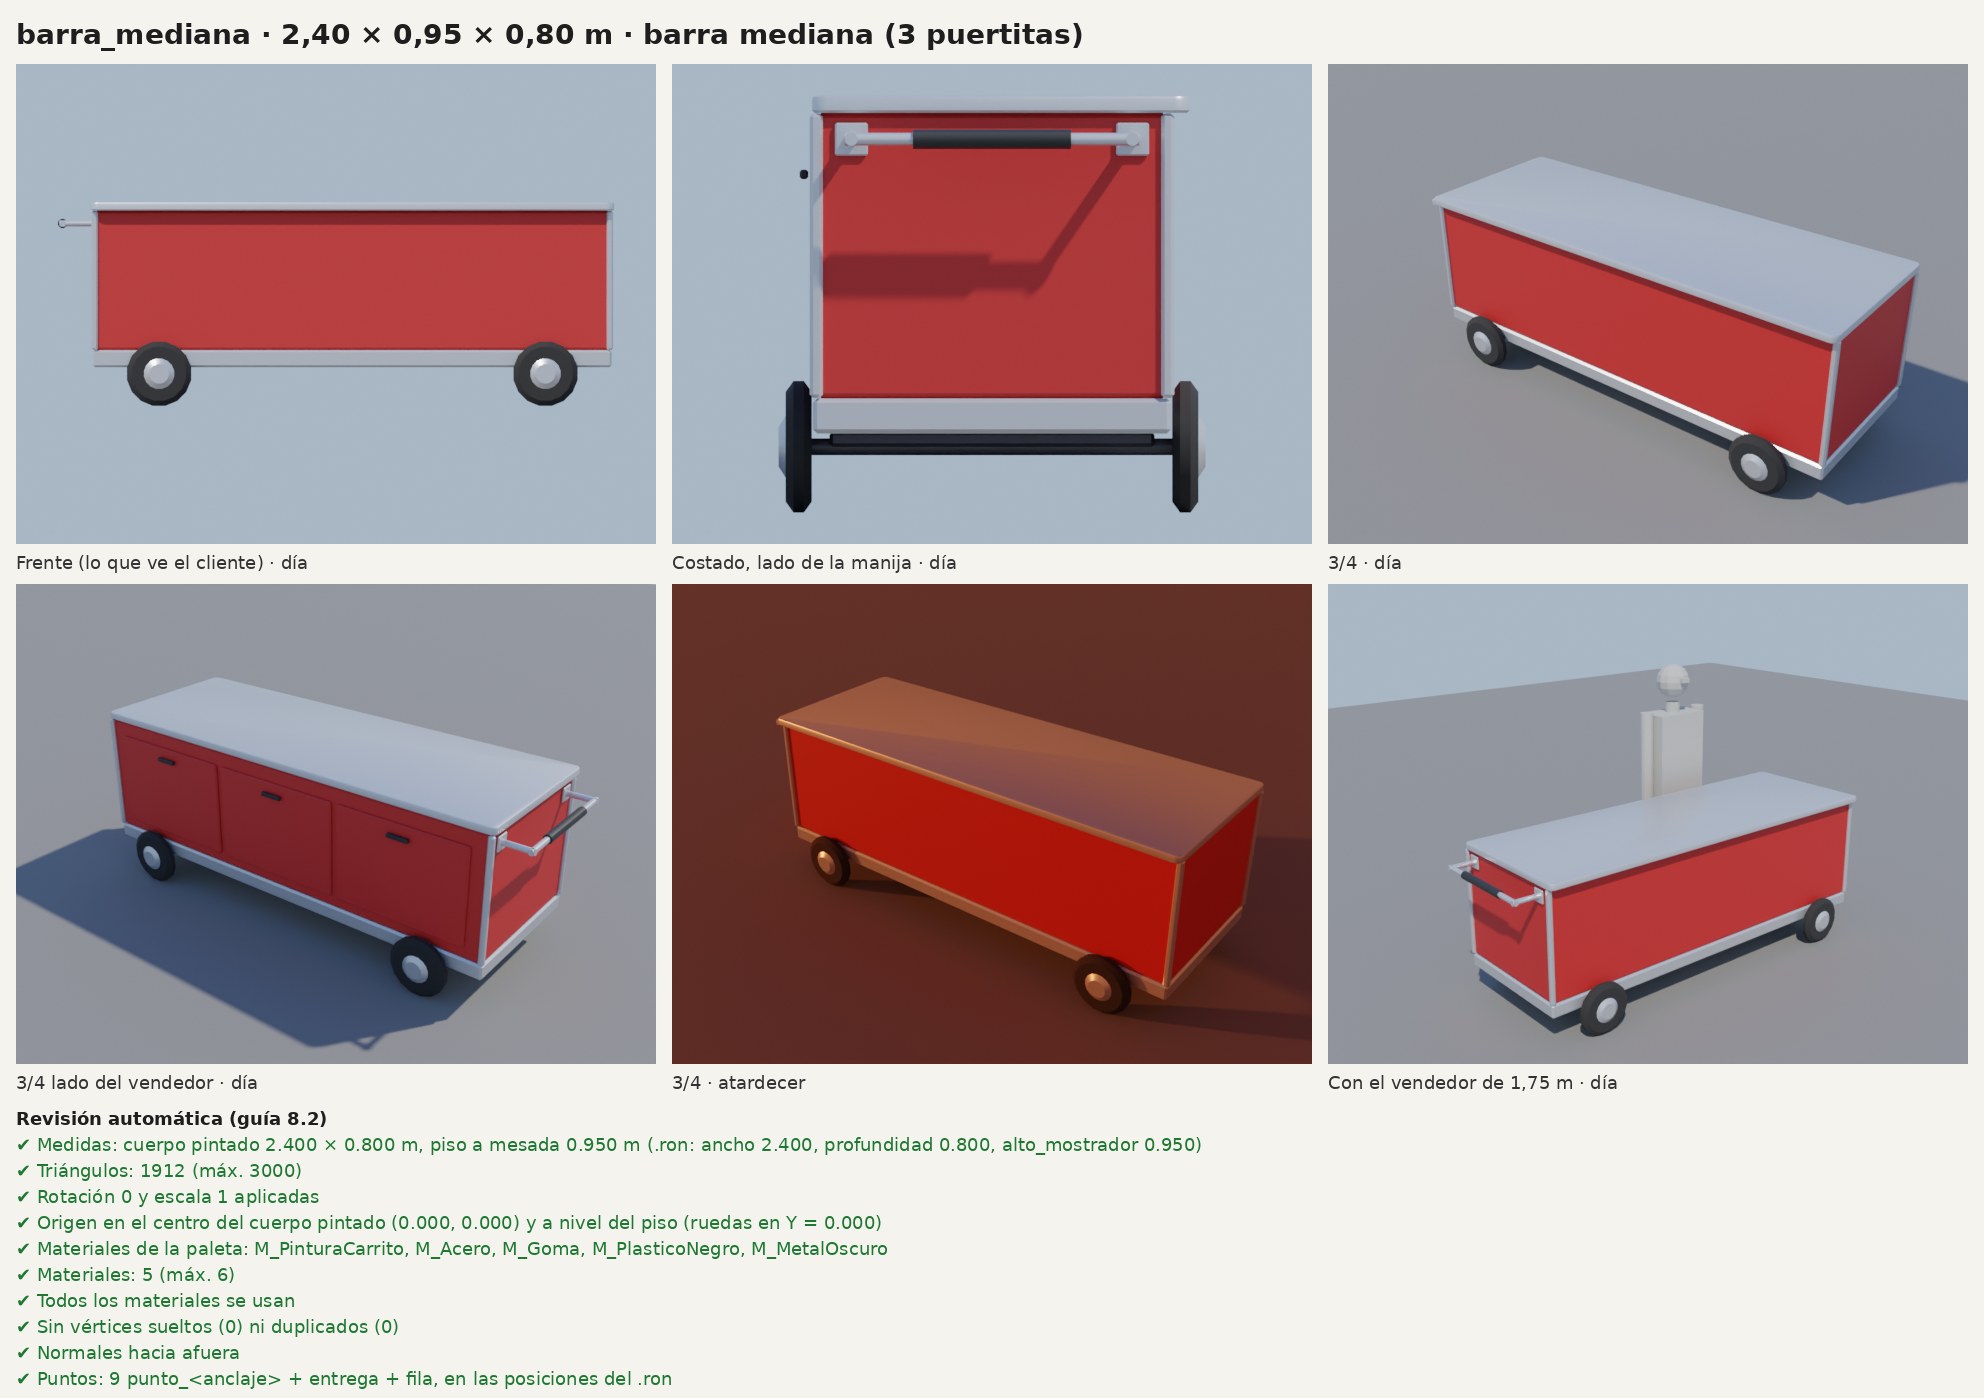 barra_mediana · 2,40 × 0,95 × 0,80 m · barra mediana (3 puertitas)
Frente (lo que ve el cliente) · día
Costado, lado de la manija · día
3/4 · día
3/4 lado del vendedor · día
3/4 · atardecer
Con el vendedor de 1,75 m · día
Revisión automática (guía 8.2)
✔ Medidas: cuerpo pintado 2.400 × 0.800 m, piso a mesada 0.950 m (.ron: ancho 2.400, profundidad 0.800, alto_mostrador 0.950)
✔ Triángulos: 1912 (máx. 3000)
✔ Rotación 0 y escala 1 aplicadas
✔ Origen en el centro del cuerpo pintado (0.000, 0.000) y a nivel del piso (ruedas en Y = 0.000)
✔ Materiales de la paleta: M_PinturaCarrito, M_Acero, M_Goma, M_PlasticoNegro, M_MetalOscuro
✔ Materiales: 5 (máx. 6)
✔ Todos los materiales se usan
✔ Sin vértices sueltos (0) ni duplicados (0)
✔ Normales hacia afuera
✔ Puntos: 9 punto_<anclaje> + entrega + fila, en las posiciones del .ron